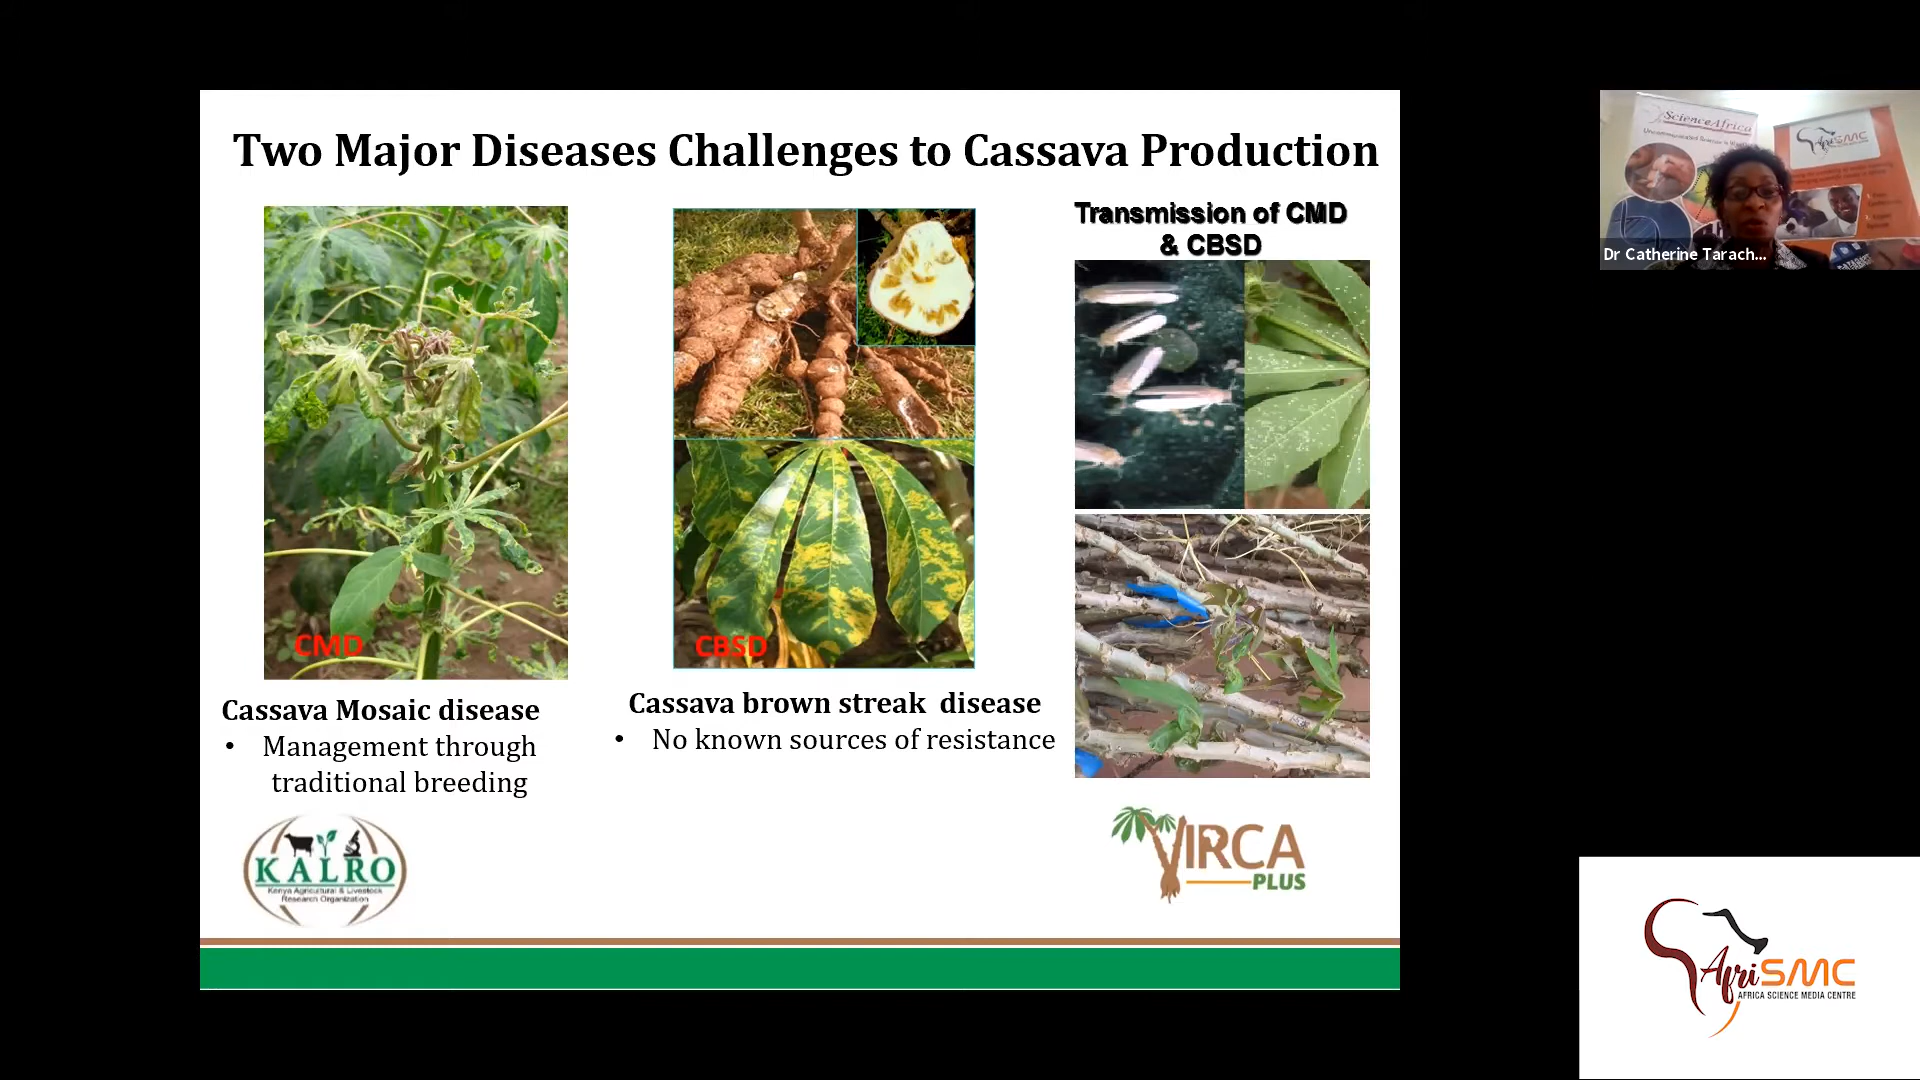 Two Major Diseases Challenges to Cassava Production
CMD
Cassava Mosaic disease
• Management through
traditional breeding
CBSD
Cassava brown streak  disease
• No known sources of resistance
Transmission of CMD
& CBSD
KALRO
Kenya Agricultural & Livestock
Research Organization
VIRCA
PLUS
ScienceAfrica
AfriSMC
Dr Catherine Tarach...
AfriSMC
AFRICA SCIENCE MEDIA CENTRE